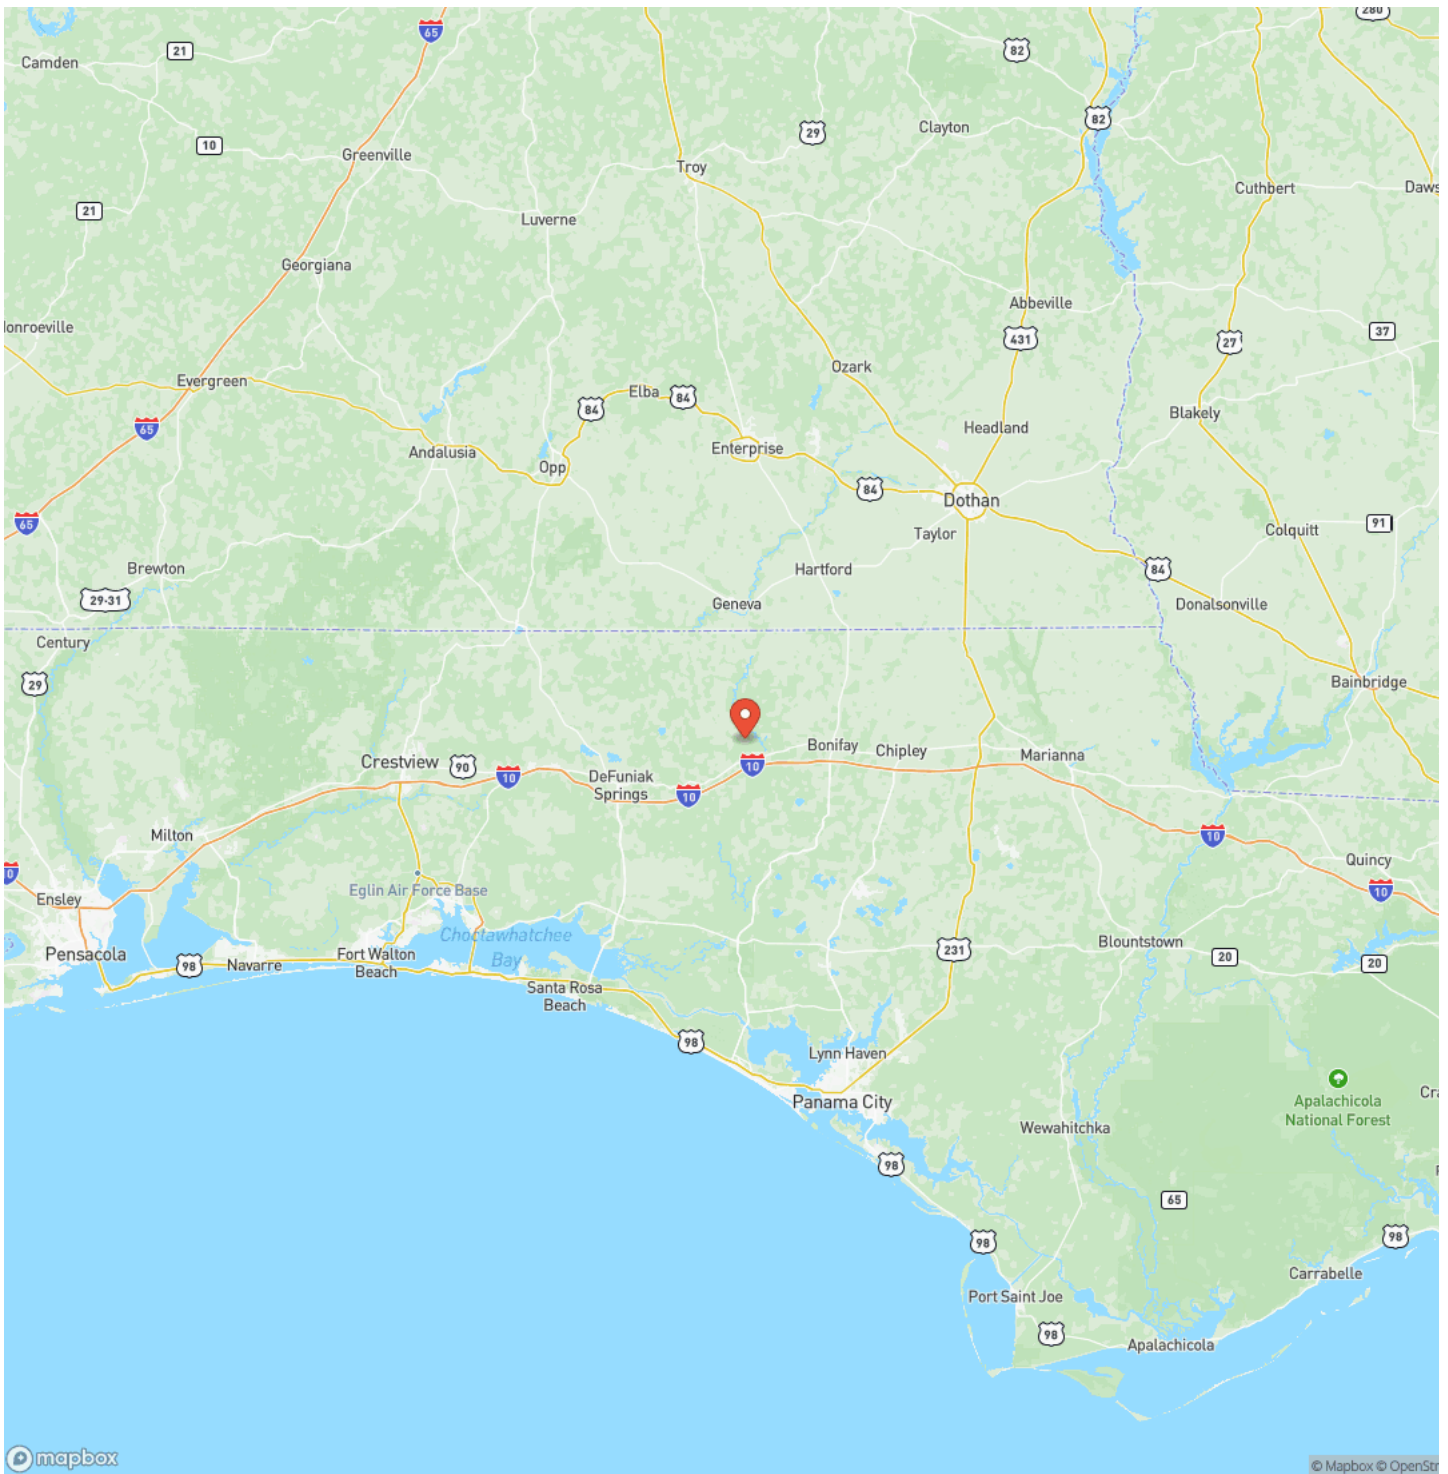 280
65
21
82
Camden
82
29
Clayton
10
Greenville
Troy
Cuthbert
Daws
21
Luverne
Georgiana
Abbeville
onroeville
37
431
27
Ozark
Evergreen
Elba
84
84
Blakely
65
Headland
Andalusia
Enterprise
Opp
84
Dothan
65
91
Colquitt
Taylor
Brewton
Hartford
84
29-31
Geneva
Donalsonville
Century
29
Bainbridge
Bonifay
Chipley
Marianna
Crestview
90
10
10
DeFuniak
Springs
10
Milton
10
Quincy
10
0
Eglin Air Force Base
Ensley
Choctawhatchee
Bay
Blountstown
231
Pensacola
Fort Walton
Beach
20
20
98
Navarre
Santa Rosa
Beach
98
Lynn Haven
Panama City
Apalachicola
National Forest
Cra
Wewahitchka
98
65
98
98
Carrabelle
Port Saint Joe
98
Apalachicola
mapbox
© Mapbox © OpenStr